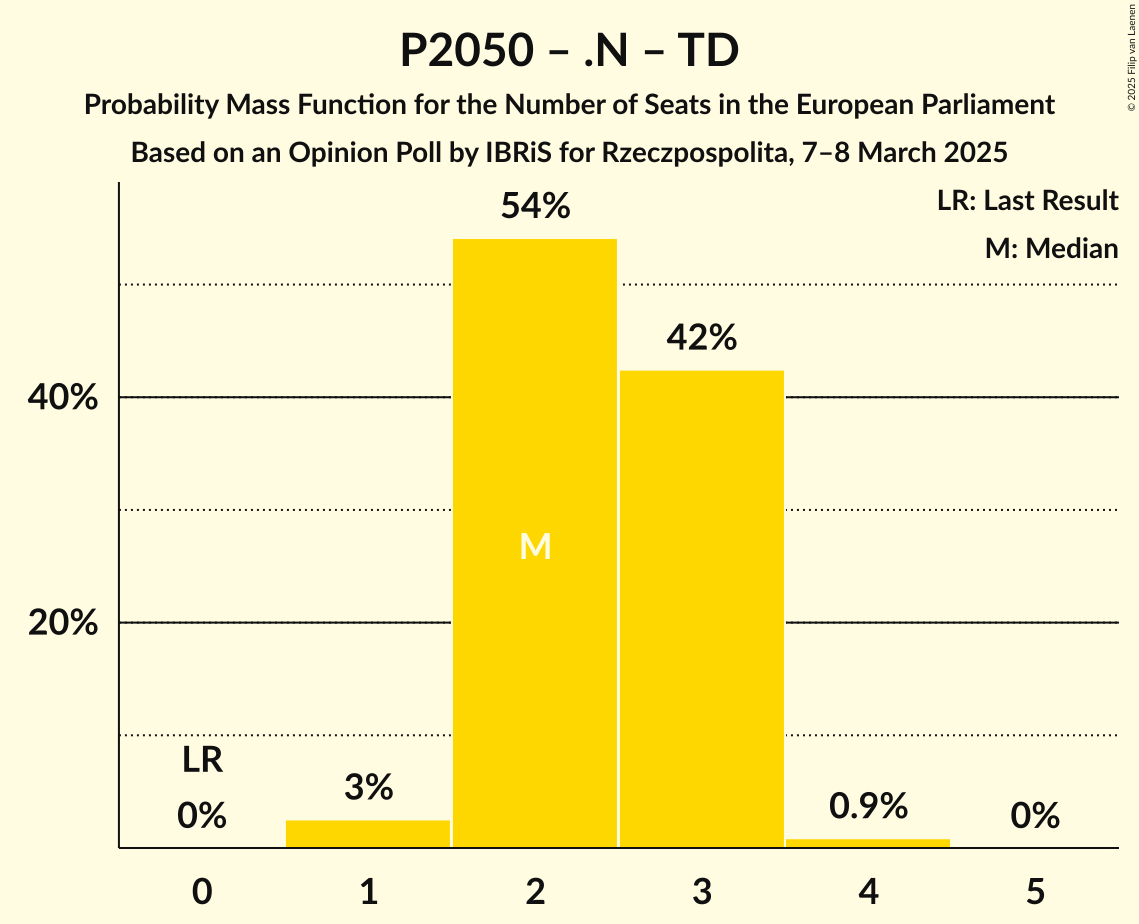 P2050 – .N – TD
Probability Mass Function for the Number of Seats in the European Parliament
Based on an Opinion Poll by IBRiS for Rzeczpospolita, 7–8 March 2025
© 2025 Filip van Laenen
LR: Last Result
M: Median
54%
42%
40%
M
20%
LR
0%
3%
0.9%
0%
0 1 2 3 4 5